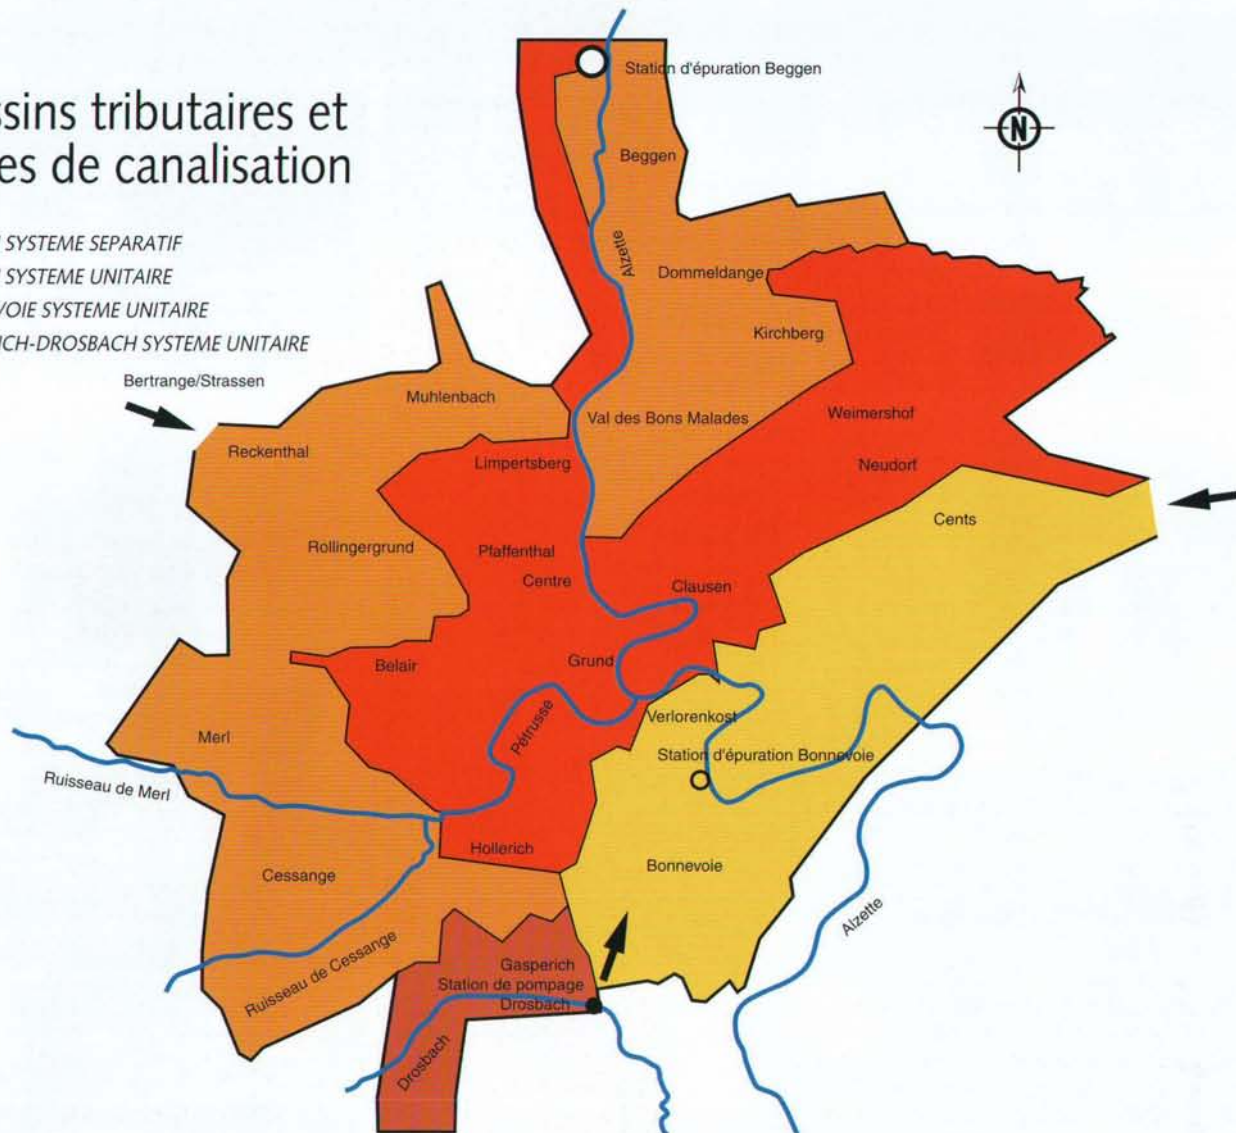 ssins tributaires et
es de canalisation
SYSTEME SEPARATIF
SYSTEME UNITAIRE
VOIE SYSTEME UNITAIRE
ICH-DROSBACH SYSTEME UNITAIRE
Station d'épuration Beggen
N
Beggen
Alzette
Dommeldange
Kirchberg
Bertrange/Strassen
Muhlenbach
Val des Bons Malades
Weimershof
Reckenthal
Limpertsberg
Neudorf
Cents
Rollingergrund
Pfaffenthal
Centre
Clausen
Grund
Belair
Verlorenkost
Pétrusse
Merl
Station d'épuration Bonnevoie
Ruisseau de Merl
Hollerich
Bonnevoie
Cessange
Alzette
Ruisseau de Cessange
Gasperich
Station de pompage
Drosbach
Drosbach